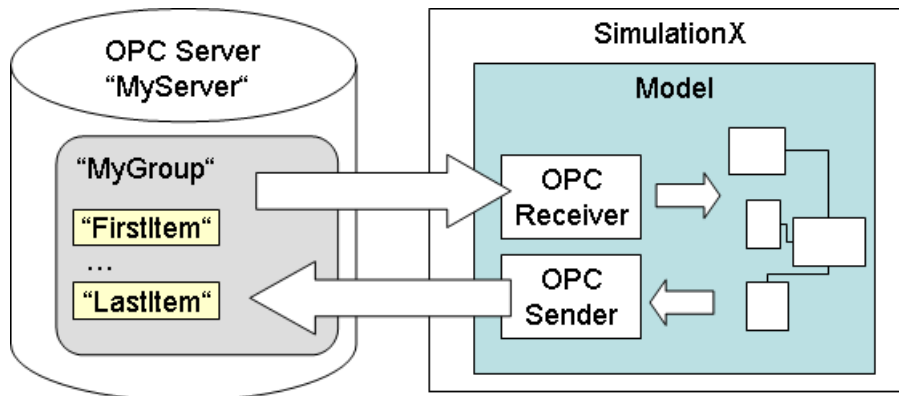 OPC Server
“MyServer“
“MyGroup“
“FirstItem“
...
“LastItem“
SimulationX
Model
OPC
Receiver
OPC
Sender